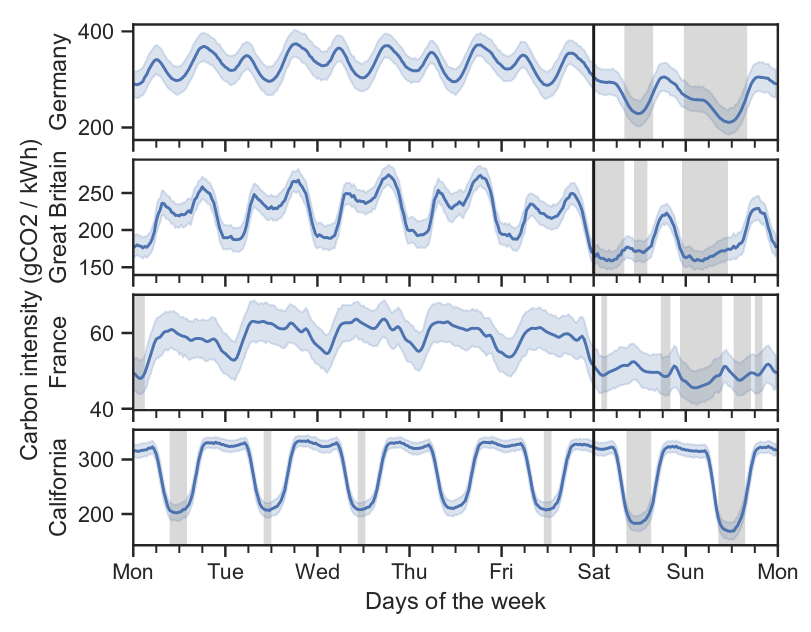 Carbon intensity (gCO2 / kWh)
Germany
400
200
Great Britain
250
200
150
France
60
40
California
300
200
Mon Tue Wed Thu Fri Sat Sun Mon
Days of the week